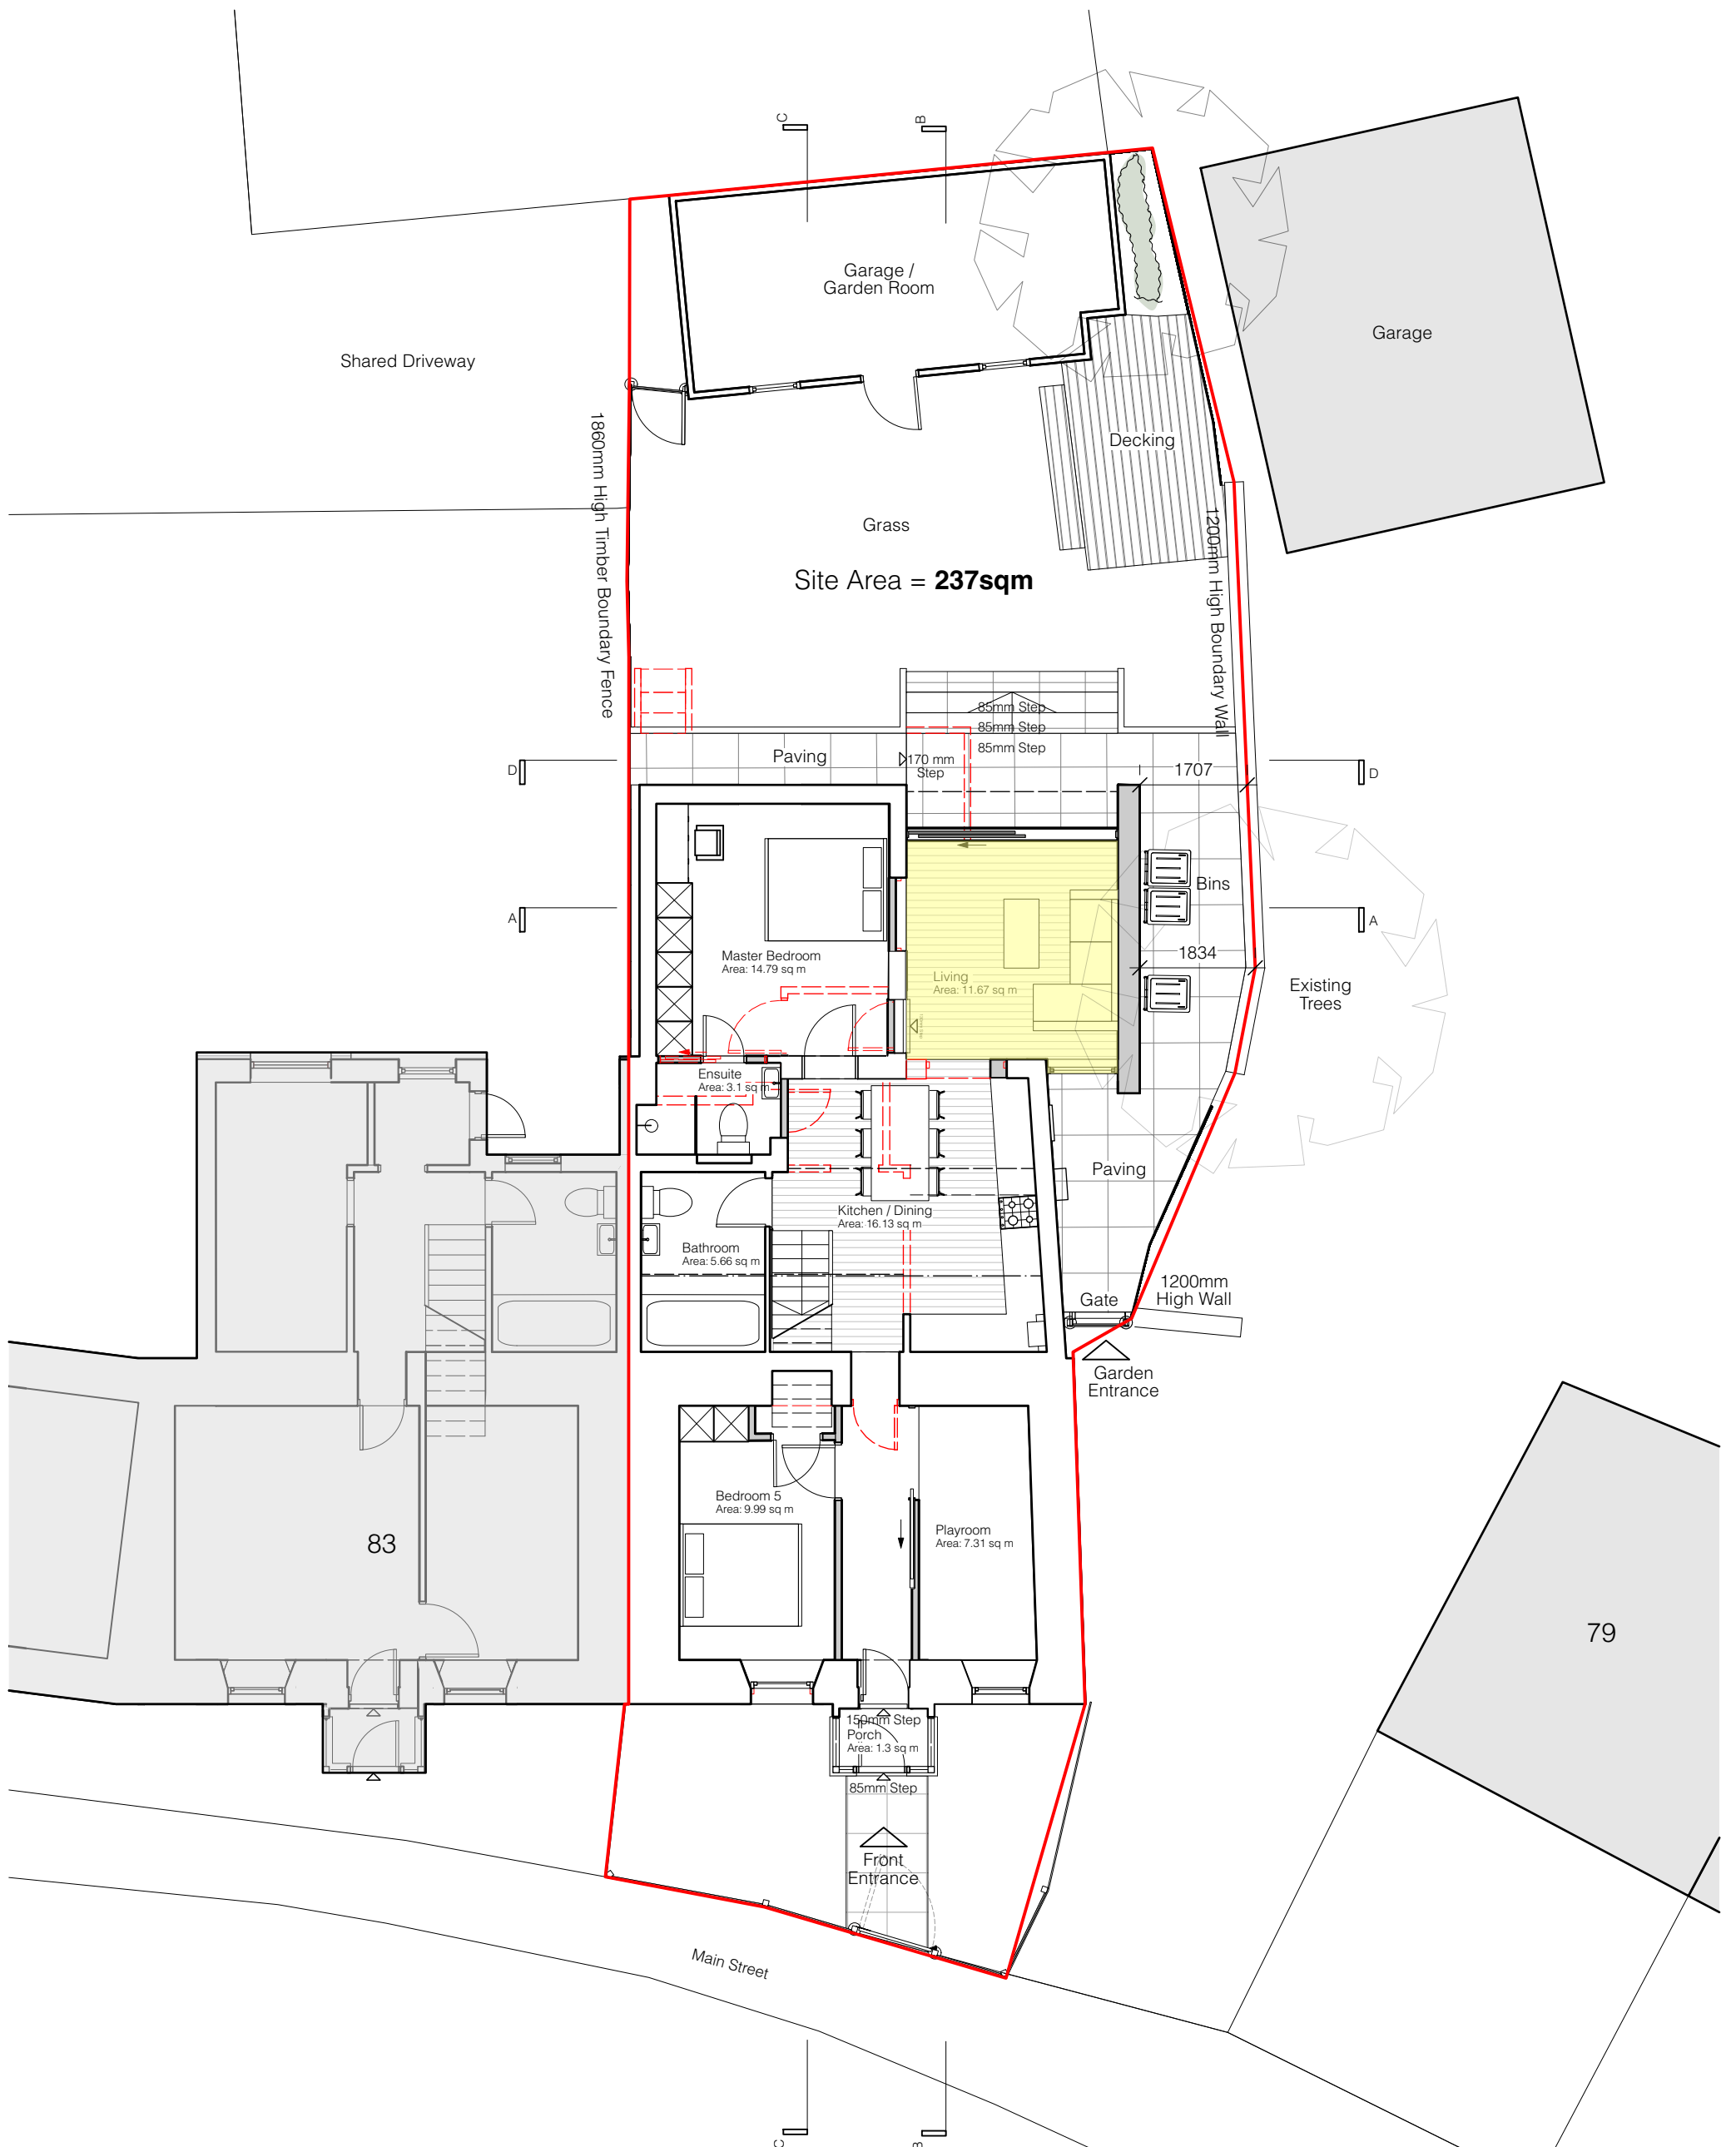 C
B
Garage /
Garden Room
Garage
Shared Driveway
1860mm High Timber Boundary Fence
Decking
1200mm High Boundary Wall
Grass
Site Area = 237sqm
85mm Step
85mm Step
85mm Step
Paving
170 mm
Step
D
D
1707
Bins
A
A
Master Bedroom
Area: 14.79 sq m
Living
Area: 11.67 sq m
1834
Existing
Trees
Ensuite
Area: 3.1 sq m
Paving
Kitchen / Dining
Area: 16.13 sq m
Bathroom
Area: 5.66 sq m
1200mm
High Wall
Gate
Garden
Entrance
Bedroom 5
Area: 9.99 sq m
Playroom
Area: 7.31 sq m
83
79
150mm Step
Porch
Area: 1.3 sq m
85mm Step
Front
Entrance
Main Street
C
B